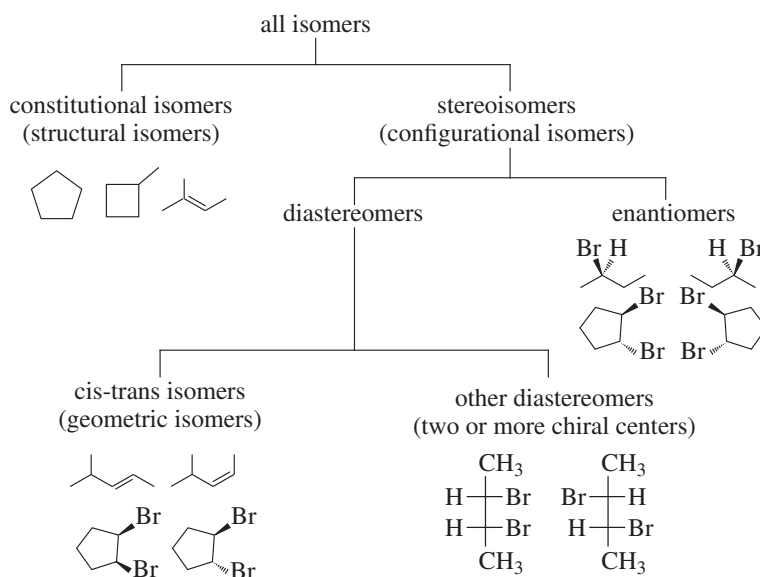 all isomers
constitutional isomers
(structural isomers)
stereoisomers
(configurational isomers)
diastereomers
enantiomers
Br H
H Br
Br
Br
Br
Br
cis-trans isomers
(geometric isomers)
Br
Br
Br
Br
other diastereomers
(two or more chiral centers)
CH3
H Br
H Br
CH3
CH3
Br H
H Br
CH3